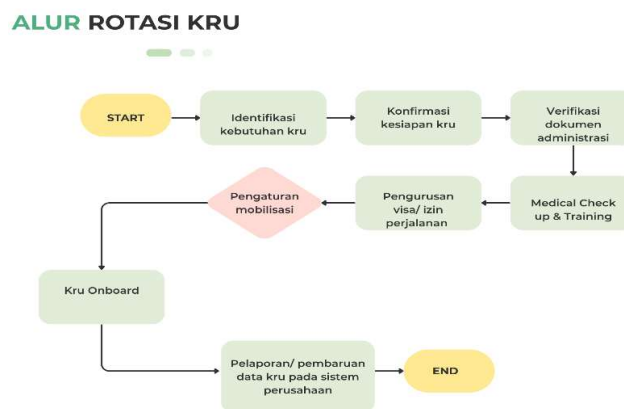 ALUR ROTASI KRU
START
Identifikasi
kebutuhan kru
Konfirmasi
kesiapan kru
Verifikasi
dokumen
administrasi
Medical Check
up & Training
Pengurusan
visa/ izin
perjalanan
Pengaturan
mobilisasi
Kru Onboard
Pelaporan/ pembaruan
data kru pada sistem
perusahaan
END